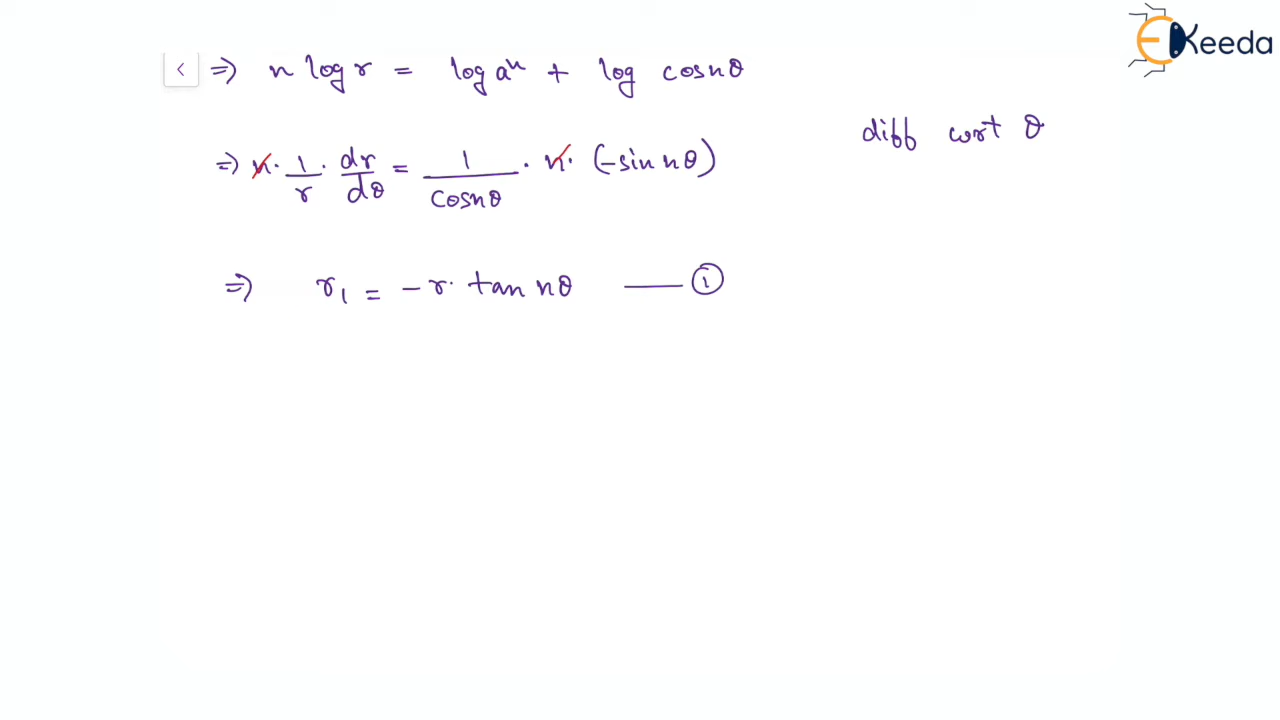 EKeeda
⇒ n log r = log aⁿ + log cos nθ
diff wrt θ
⇒ n · 1/r · dr/dθ = 1/cos nθ · n · (-sin nθ)
⇒ r₁ = -r · tan nθ —— ①